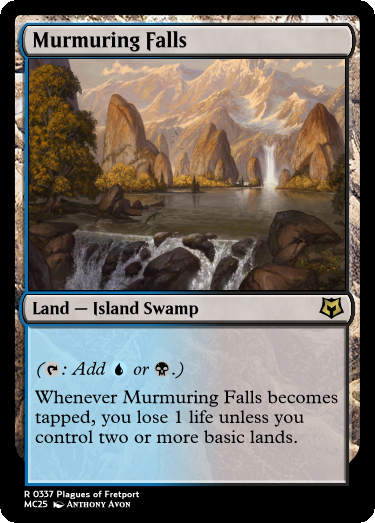 Murmuring Falls
Land — Island Swamp
(: Add or .)
Whenever Murmuring Falls becomes
tapped, you lose 1 life unless you
control two or more basic lands.
R 0337 Plagues of Fretport
MC25 Anthony Avon